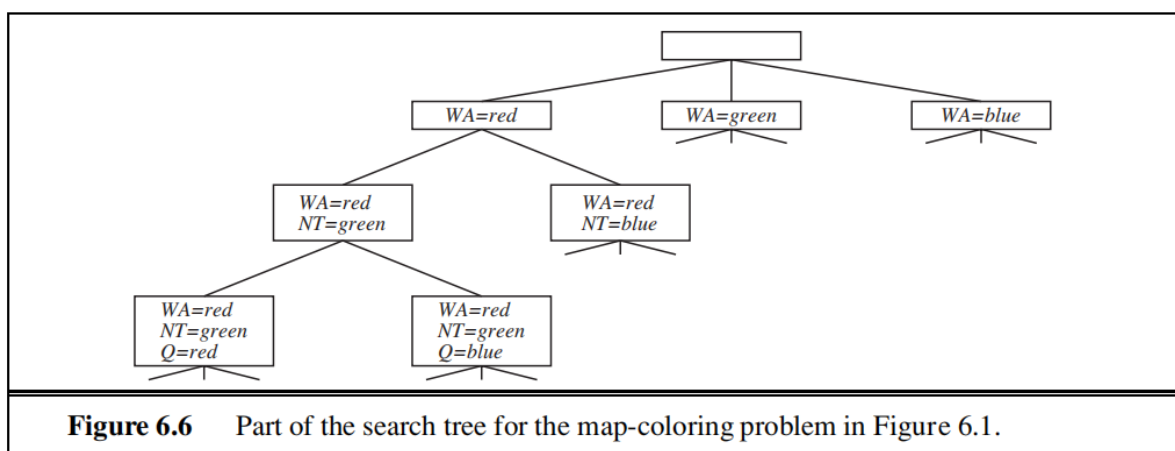 WA=red
WA=green
WA=blue
WA=red
NT=green
WA=red
NT=blue
WA=red
NT=green
Q=red
WA=red
NT=green
Q=blue
Figure 6.6 Part of the search tree for the map-coloring problem in Figure 6.1.